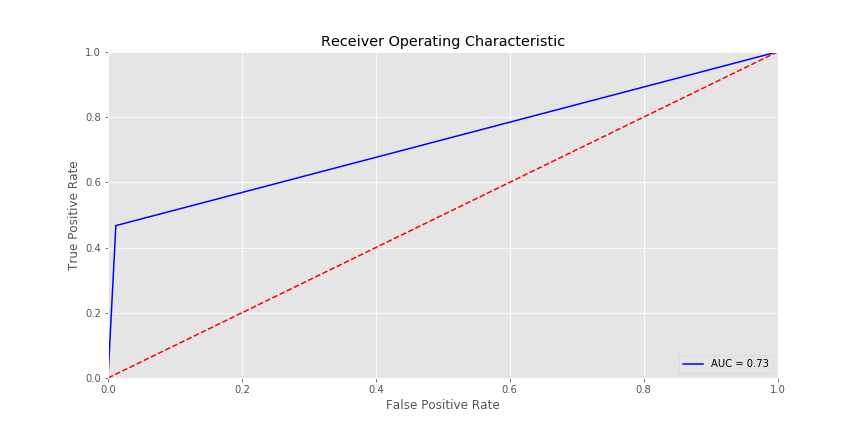 Receiver Operating Characteristic
1.0
0.8
0.6
0.4
0.2
0.0
True Positive Rate
0.0 0.2 0.4 0.6 0.8 1.0
False Positive Rate
AUC = 0.73